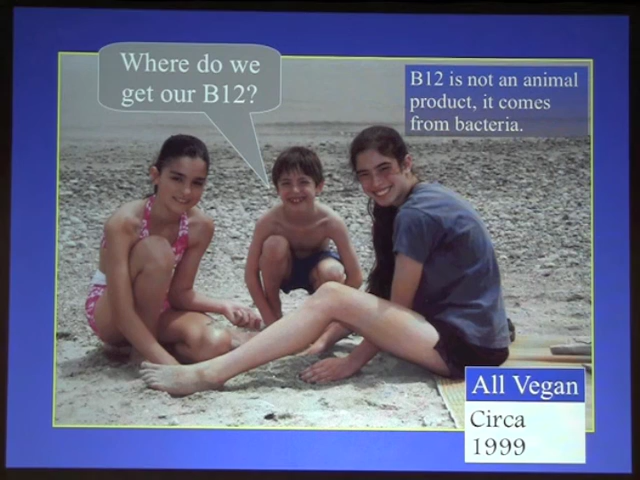 Where do we
get our B12?
B12 is not an animal
product, it comes
from bacteria.
All Vegan
Circa
1999